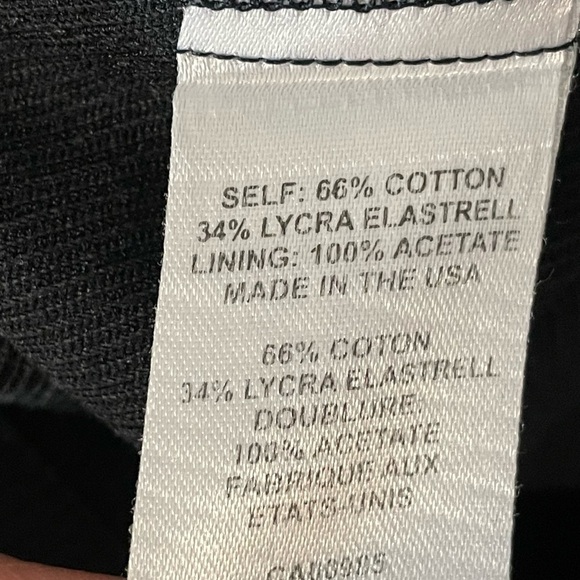 SELF: 66% COTTON
34% LYCRA ELASTRELL
LINING: 100% ACETATE
MADE IN THE USA
66% COTON
34% LYCRA ELASTRELL
DOUBLURE:
100% ACETATE
FABRIQUE AUX
ETATS-UNIS